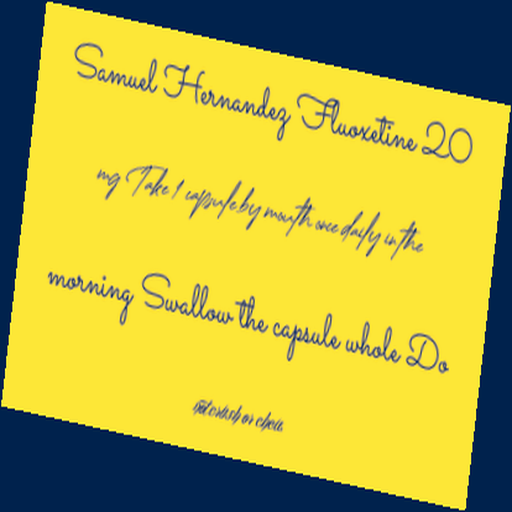 Samuel Hernandez Fluoxetine 20
mg Take 1 capsule by mouth once daily in the
morning Swallow the capsule whole Do
not crush or chew